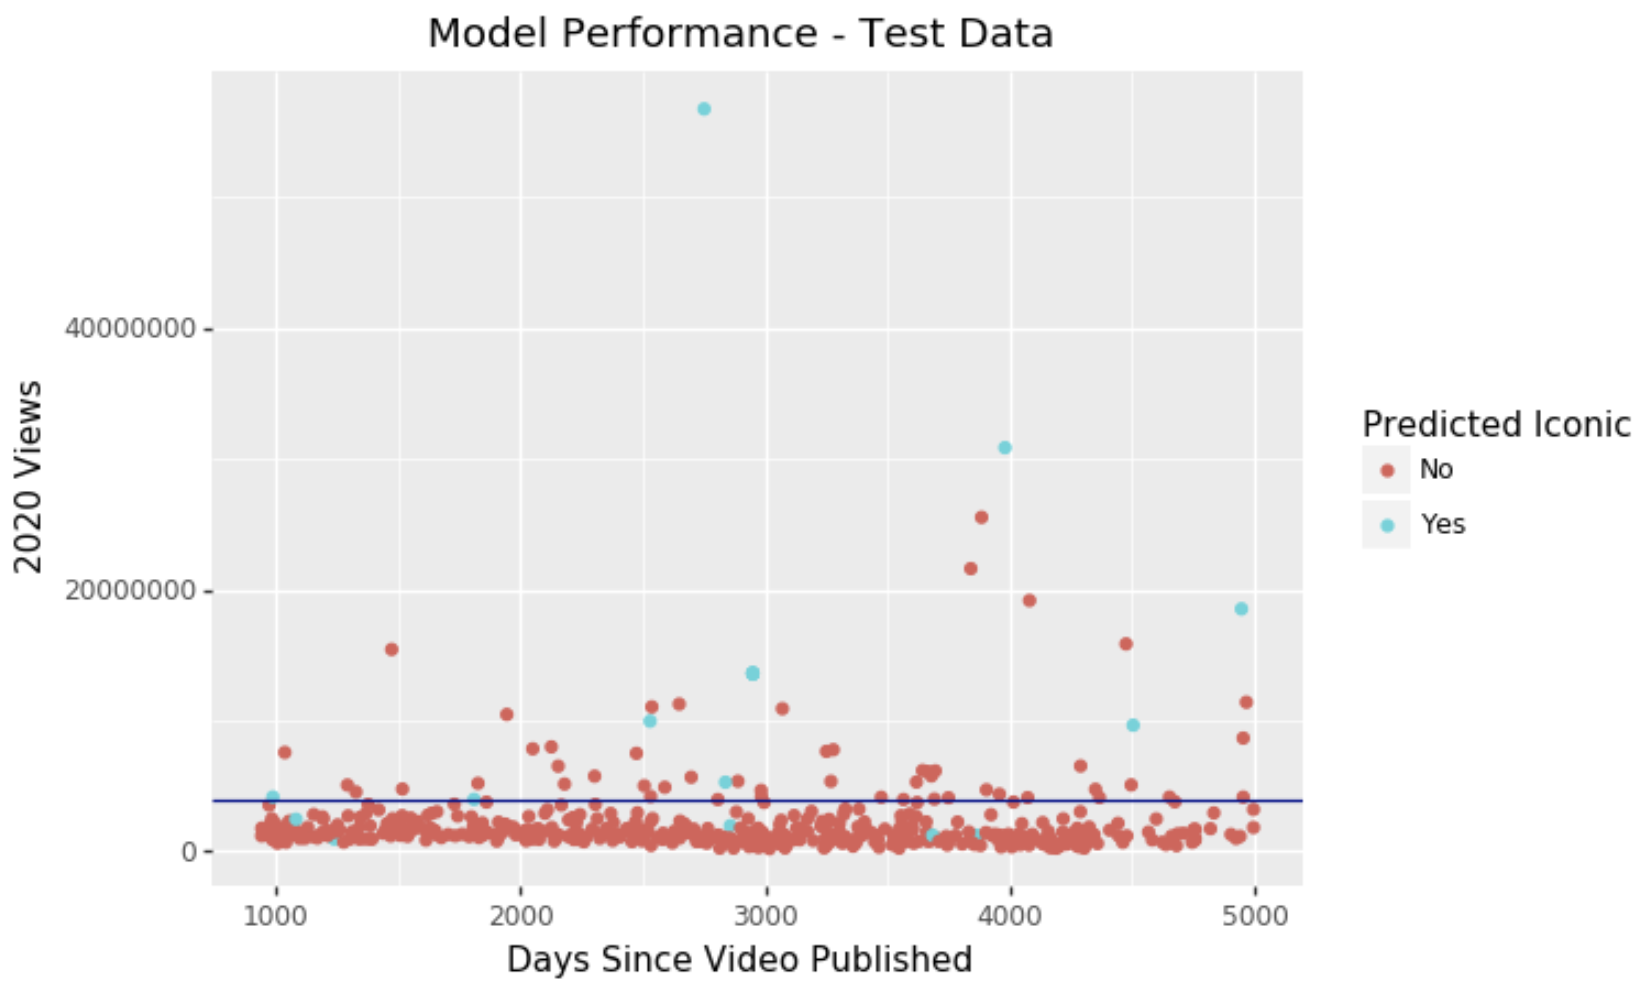 Model Performance - Test Data
40000000
20000000
0
2020 Views
1000 2000 3000 4000 5000
Days Since Video Published
Predicted Iconic
No
Yes